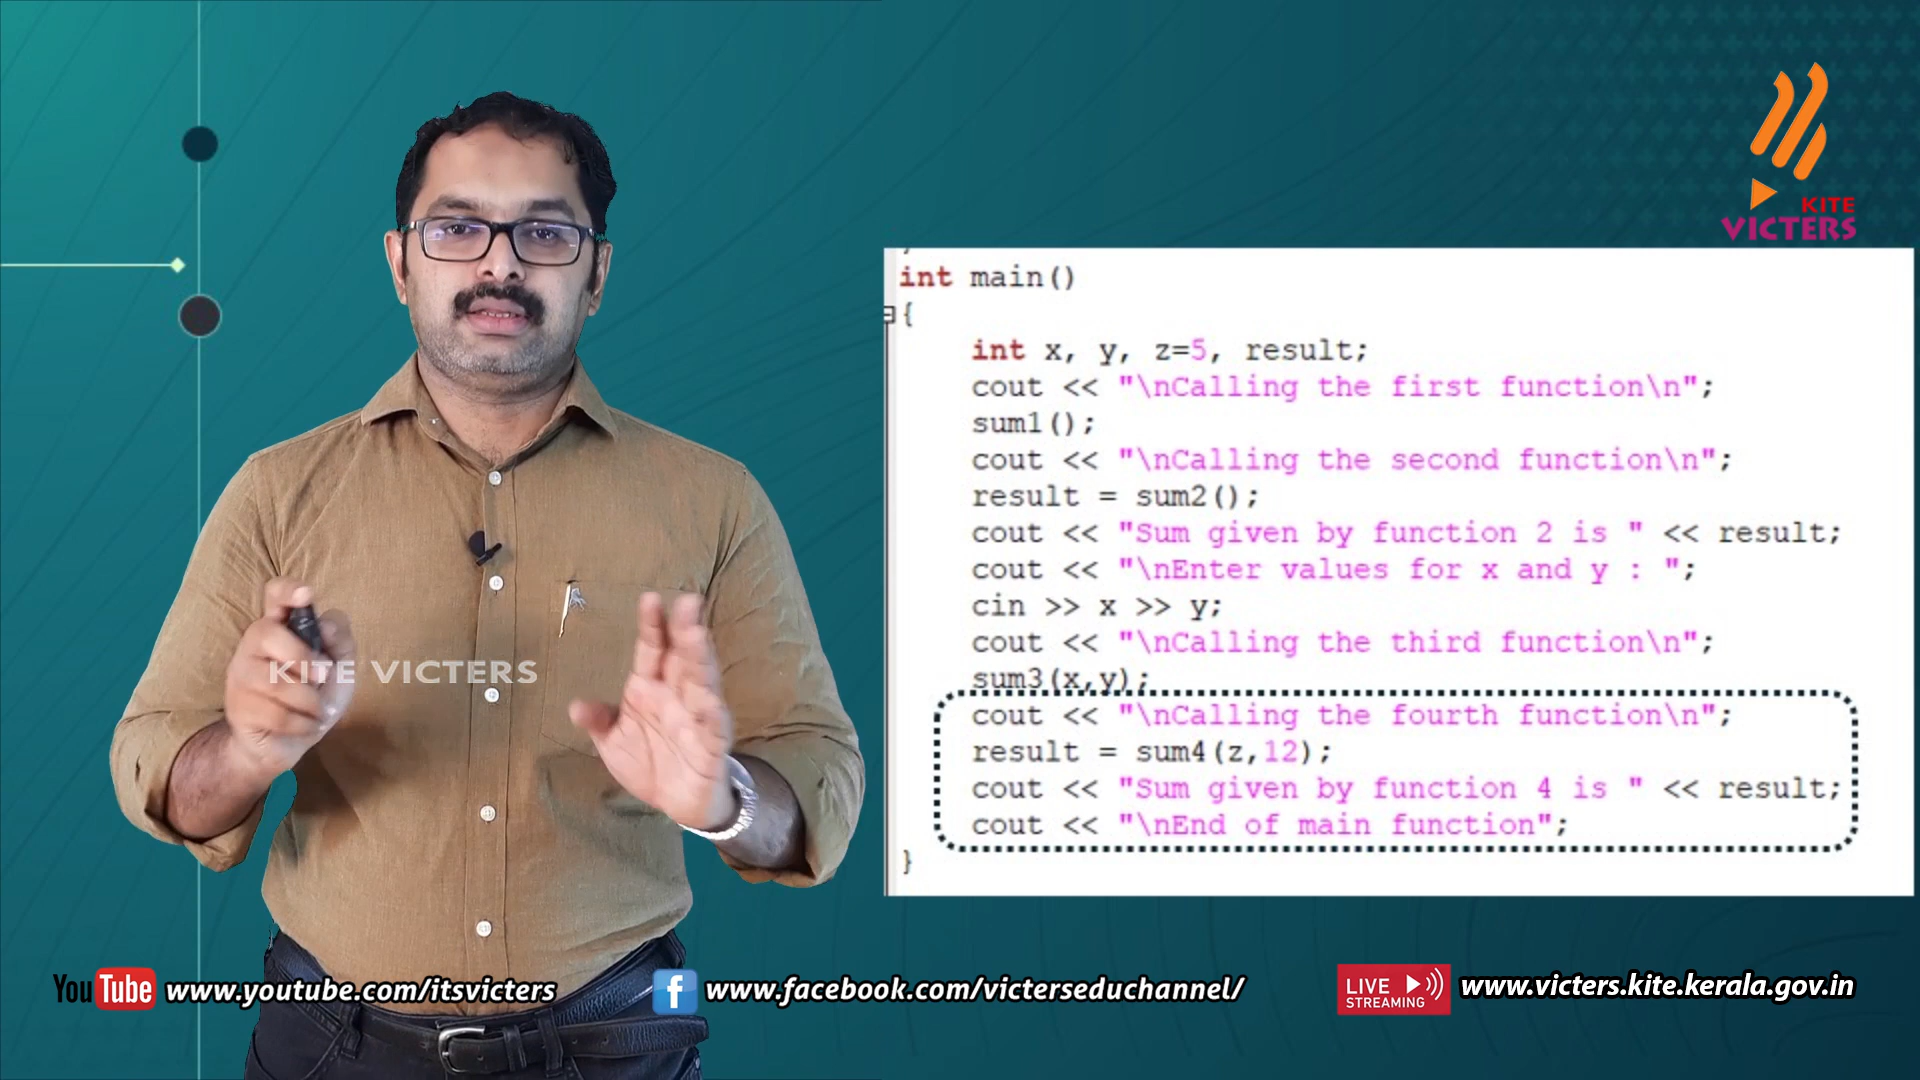 KITE
VICTERS
int main()
{
int x, y, z=5, result;
cout << "\nCalling the first function\n";
sum1();
cout << "\nCalling the second function\n";
result = sum2();
cout << "Sum given by function 2 is " << result;
cout << "\nEnter values for x and y : ";
cin >> x >> y;
cout << "\nCalling the third function\n";
sum3(x,y);
cout << "\nCalling the fourth function\n";
result = sum4(z,12);
cout << "Sum given by function 4 is " << result;
cout << "\nEnd of main function";
}
KITE VICTERS
YouTube www.youtube.com/itsvicters
f www.facebook.com/victerseduchannel/
LIVE STREAMING www.victers.kite.kerala.gov.in